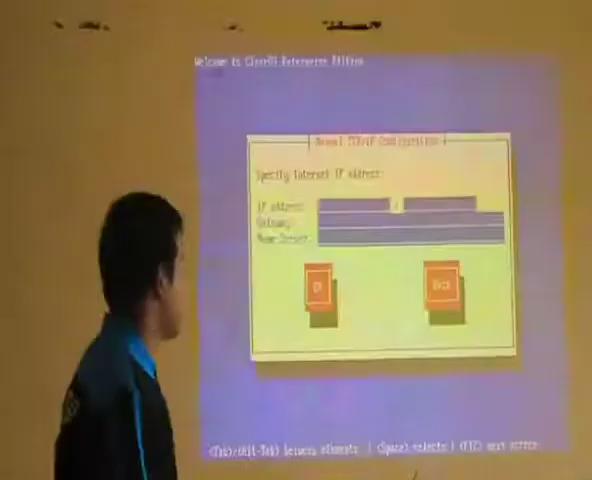 Welcome to ClearOS Enterprise Edition
Manual TCP/IP Configuration
Specify Internet IP address:
IP address: /
Gateway:
Name Server:
OK Back
<Tab>/<Alt-Tab> between elements | <Space> selects | <F12> next screen